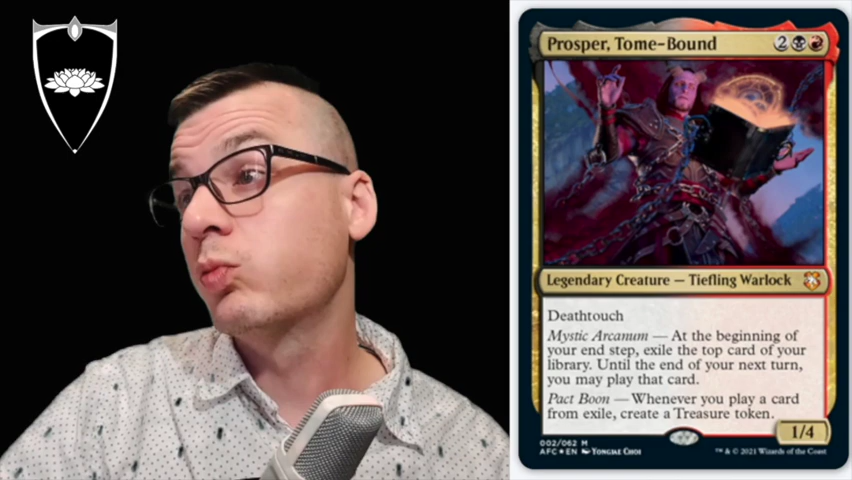 Prosper, Tome-Bound 2
Legendary Creature — Tiefling Warlock
Deathtouch
Mystic Arcanum — At the beginning of
your end step, exile the top card of your
library. Until the end of your next turn,
you may play that card.
Pact Boon — Whenever you play a card
from exile, create a Treasure token.
1/4
002/062 M
AFC★EN YONGJAE CHOI ™ & © 2021 Wizards of the Coast